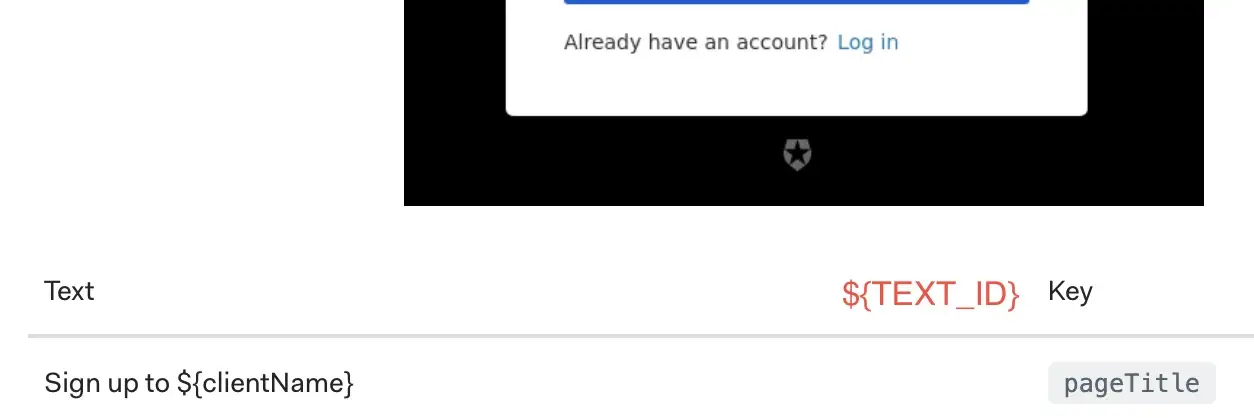 Already have an account? Log in
Text ${TEXT_ID} Key
Sign up to ${clientName} pageTitle